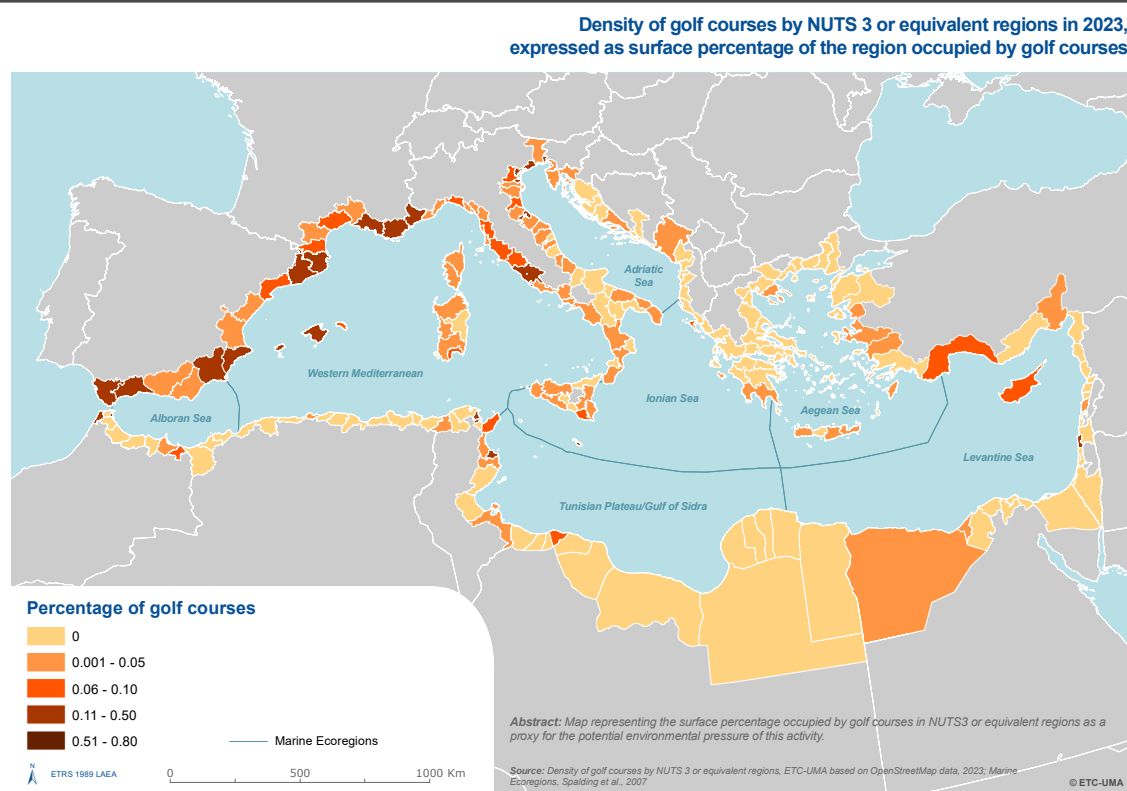 Density of golf courses by NUTS 3 or equivalent regions in 2023,
expressed as surface percentage of the region occupied by golf courses
Adriatic
Sea
Western Mediterranean
Ionian Sea
Alboran Sea
Aegean Sea
Levantine Sea
Tunisian Plateau/Gulf of Sidra
Percentage of golf courses
0
0.001 - 0.05
0.06 - 0.10
0.11 - 0.50
0.51 - 0.80
Marine Ecoregions
N
ETRS 1989 LAEA
0 500 1000 Km
Abstract: Map representing the surface percentage occupied by golf courses in NUTS3 or equivalent regions as a
proxy for the potential environmental pressure of this activity.
Source: Density of golf courses by NUTS 3 or equivalent regions, ETC-UMA based on OpenStreetMap data, 2023; Marine
Ecoregions, Spalding et al., 2007
© ETC-UMA